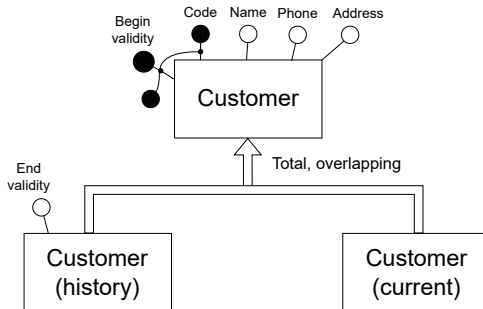 Begin
validity
Code
Name
Phone
Address
Customer
Total, overlapping
End
validity
Customer
(history)
Customer
(current)